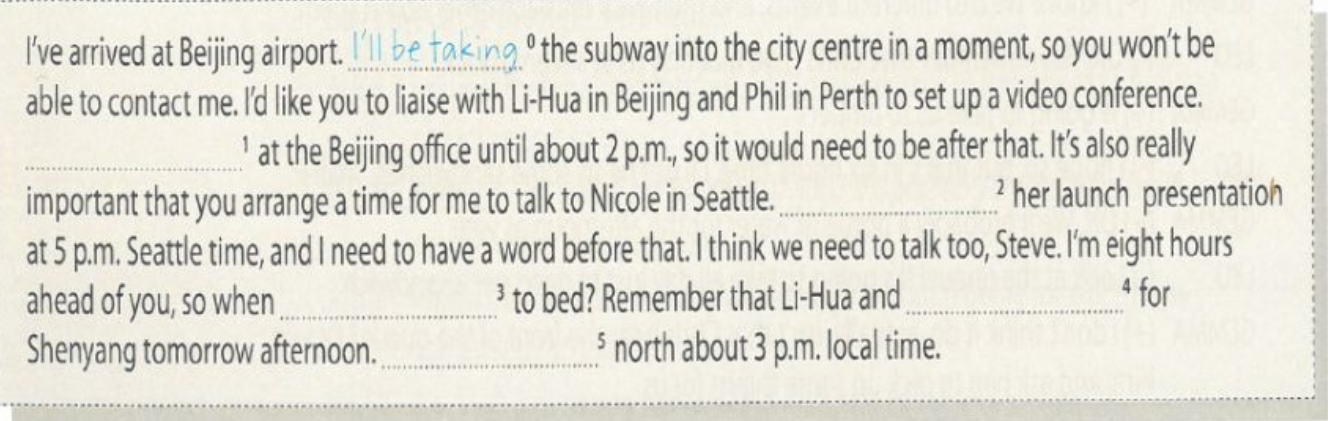 I've arrived at Beijing airport. I'll be taking 0 the subway into the city centre in a moment, so you won't be
able to contact me. I'd like you to liaise with Li-Hua in Beijing and Phil in Perth to set up a video conference.
1 at the Beijing office until about 2 p.m., so it would need to be after that. It's also really
important that you arrange a time for me to talk to Nicole in Seattle. 2 her launch presentation
at 5 p.m. Seattle time, and I need to have a word before that. I think we need to talk too, Steve. I'm eight hours
ahead of you, so when 3 to bed? Remember that Li-Hua and 4 for
Shenyang tomorrow afternoon. 5 north about 3 p.m. local time.